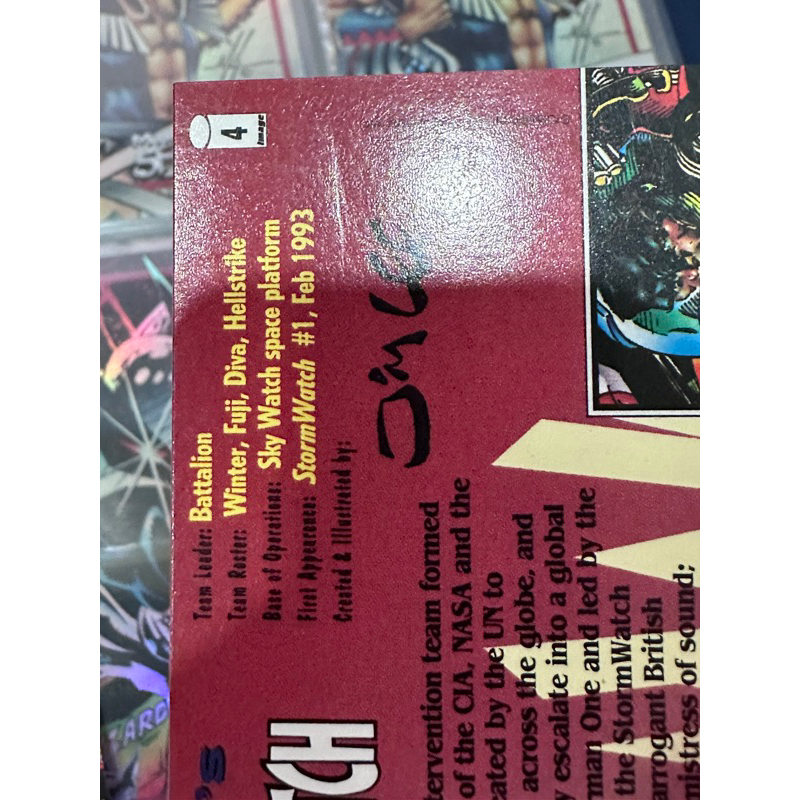 4
image
Team Leader: Battalion
Team Roster: Winter, Fuji, Diva, Hellstrike
Base of Operations: Sky Watch space platform
First Appearance: StormWatch #1, Feb 1993
Created & Illustrated by:
Jim Lee
'S
TCH
tervention team formed
of the CIA, NASA and the
eated by the UN to
across the globe, and
y escalate into a global
man One and led by the
the StormWatch
arrogant British
mistress of sound;
ARD